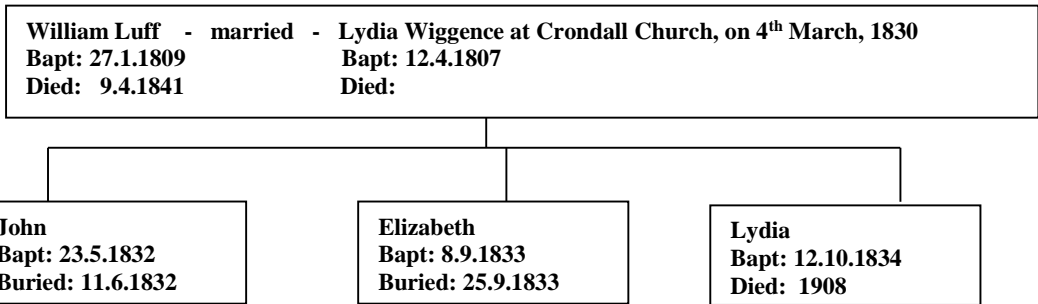 William Luff - married - Lydia Wiggence at Crondall Church, on 4th March, 1830
Bapt: 27.1.1809 Bapt: 12.4.1807
Died: 9.4.1841 Died:
John
Bapt: 23.5.1832
Buried: 11.6.1832
Elizabeth
Bapt: 8.9.1833
Buried: 25.9.1833
Lydia
Bapt: 12.10.1834
Died: 1908